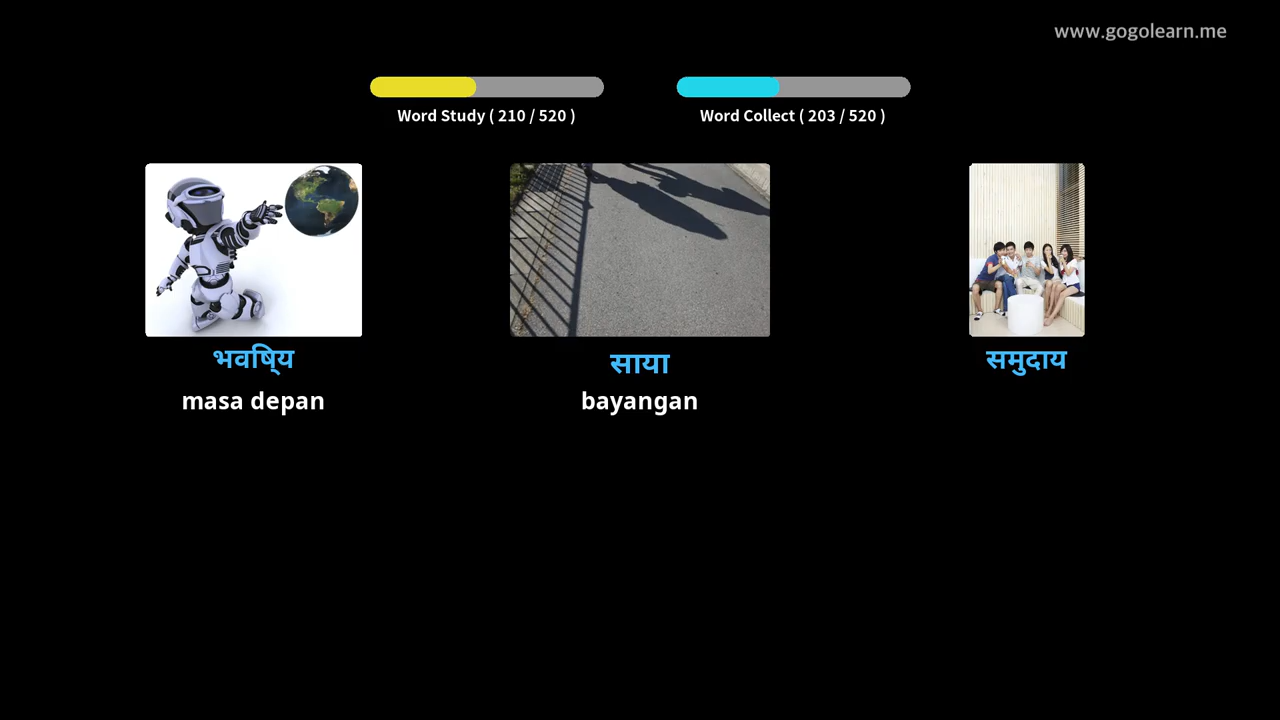 www.gogolearn.me
Word Study ( 210 / 520 )
Word Collect ( 203 / 520 )
भविष्य
masa depan
साया
bayangan
समुदाय